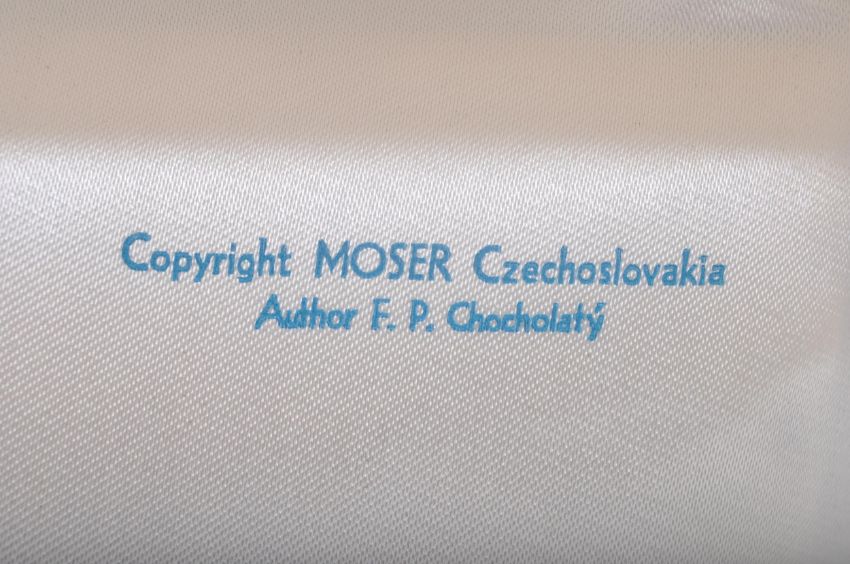 Copyright MOSER Czechoslovakia
Author F. P. Chocholatý